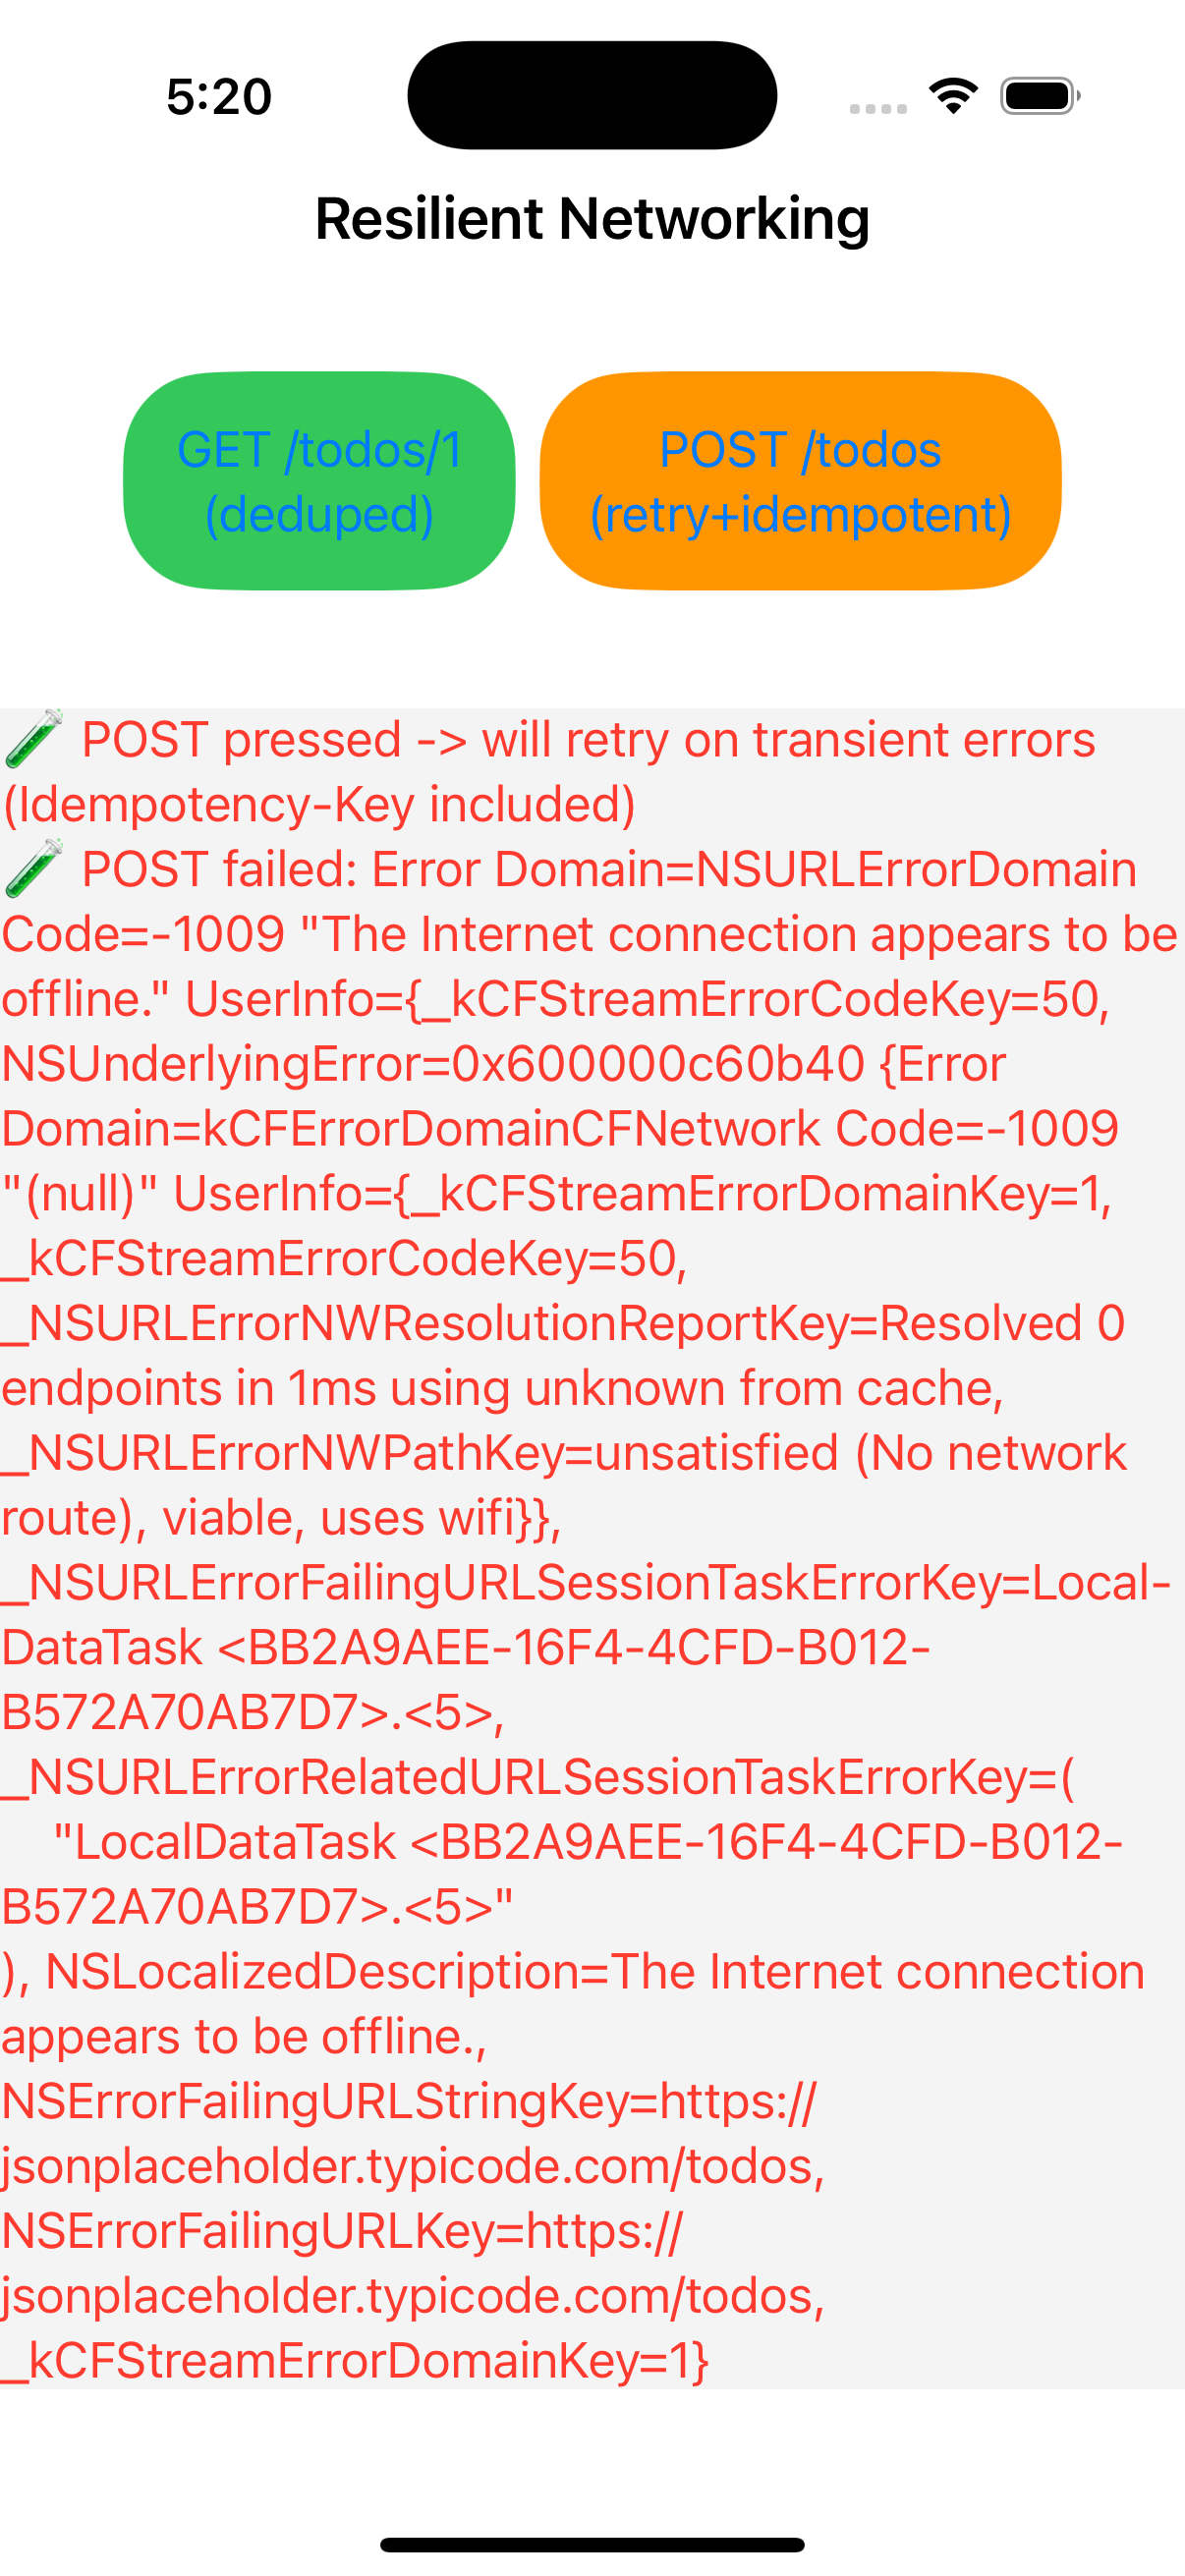 5:20
Resilient Networking
GET /todos/1
(deduped)
POST /todos
(retry+idempotent)
🧪 POST pressed -> will retry on transient errors
(Idempotency-Key included)
🧪 POST failed: Error Domain=NSURLErrorDomain
Code=-1009 "The Internet connection appears to be
offline." UserInfo={_kCFStreamErrorCodeKey=50,
NSUnderlyingError=0x600000c60b40 {Error
Domain=kCFErrorDomainCFNetwork Code=-1009
"(null)" UserInfo={_kCFStreamErrorDomainKey=1,
_kCFStreamErrorCodeKey=50,
_NSURLErrorNWResolutionReportKey=Resolved 0
endpoints in 1ms using unknown from cache,
_NSURLErrorNWPathKey=unsatisfied (No network
route), viable, uses wifi}},
_NSURLErrorFailingURLSessionTaskErrorKey=Local-
DataTask <BB2A9AEE-16F4-4CFD-B012-
B572A70AB7D7>.<5>,
_NSURLErrorRelatedURLSessionTaskErrorKey=(
    "LocalDataTask <BB2A9AEE-16F4-4CFD-B012-
B572A70AB7D7>.<5>"
), NSLocalizedDescription=The Internet connection
appears to be offline.,
NSErrorFailingURLStringKey=https://
jsonplaceholder.typicode.com/todos,
NSErrorFailingURLKey=https://
jsonplaceholder.typicode.com/todos,
_kCFStreamErrorDomainKey=1}